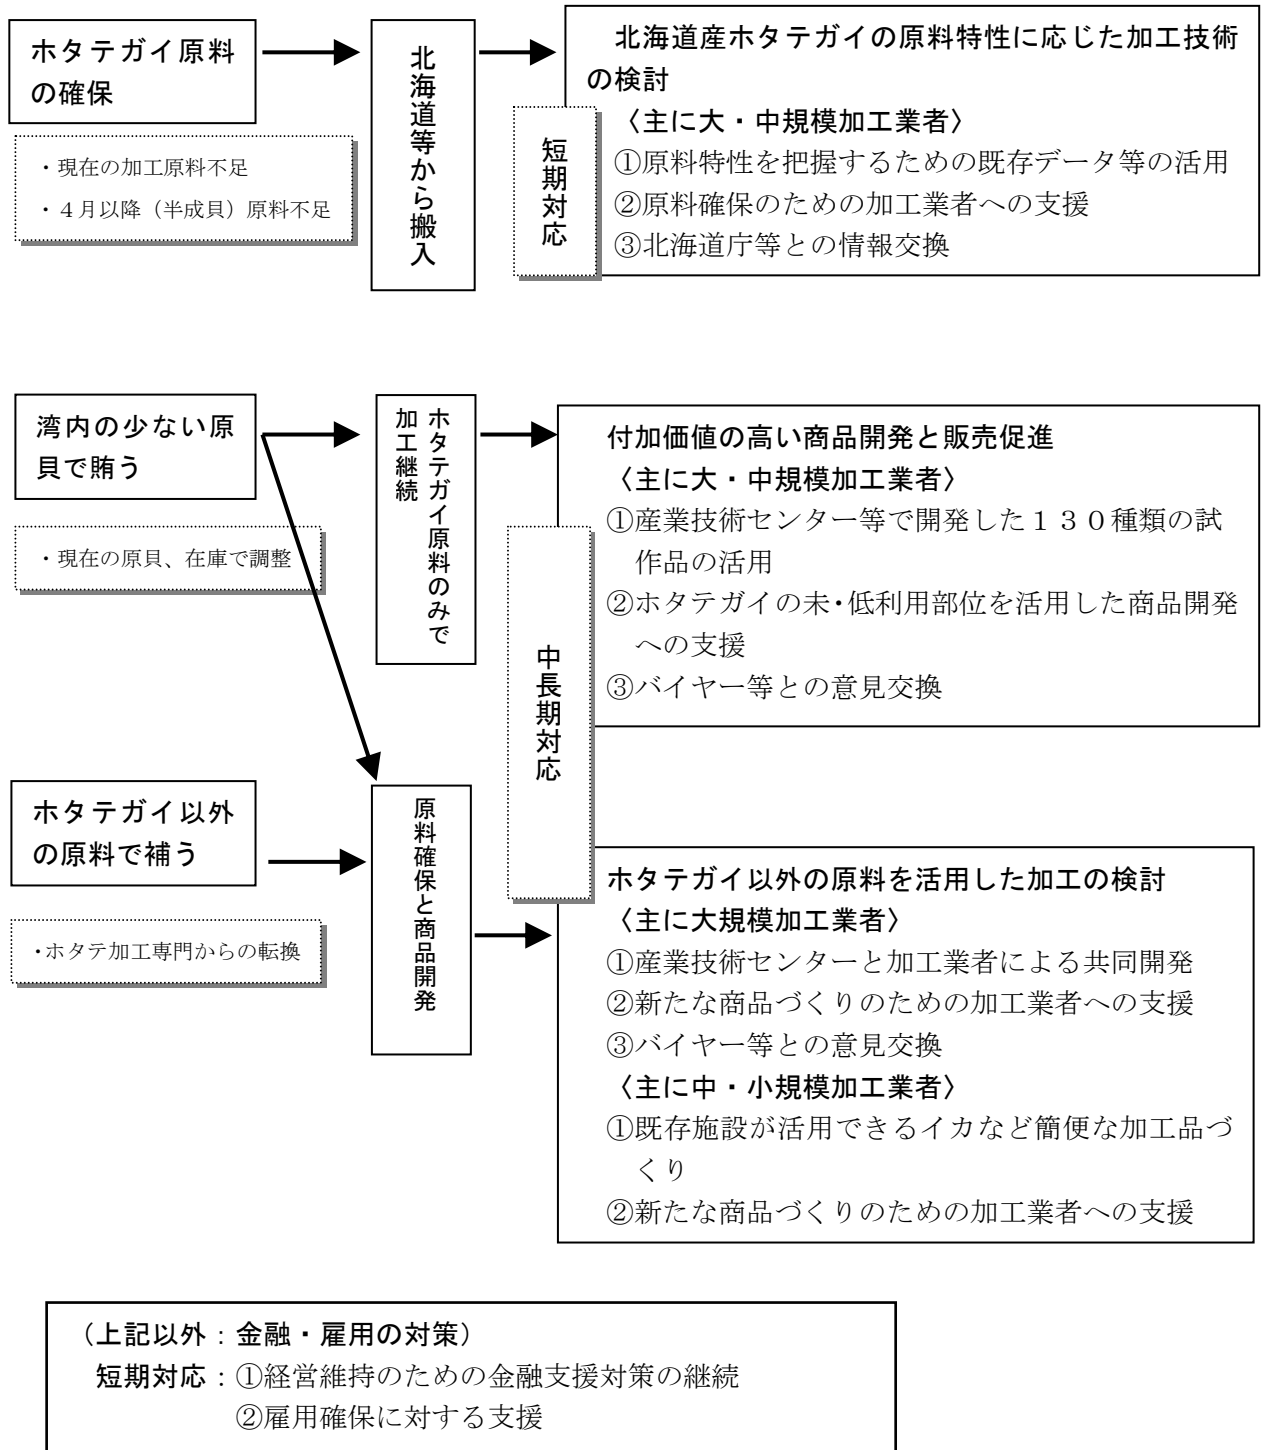 ホタテガイ原料
の確保
・現在の加工原料不足
・４月以降（半成貝）原料不足
北海道等から搬入
短期対応
北海道産ホタテガイの原料特性に応じた加工技術
の検討
〈主に大・中規模加工業者〉
①原料特性を把握するための既存データ等の活用
②原料確保のための加工業者への支援
③北海道庁等との情報交換
湾内の少ない原
貝で賄う
・現在の原貝、在庫で調整
ホタテガイ原料のみで
加工継続
中長期対応
付加価値の高い商品開発と販売促進
〈主に大・中規模加工業者〉
①産業技術センター等で開発した１３０種類の試
作品の活用
②ホタテガイの未・低利用部位を活用した商品開発
への支援
③バイヤー等との意見交換
ホタテガイ以外
の原料で補う
・ホタテ加工専門からの転換
原料確保と商品開発
ホタテガイ以外の原料を活用した加工の検討
〈主に大規模加工業者〉
①産業技術センターと加工業者による共同開発
②新たな商品づくりのための加工業者への支援
③バイヤー等との意見交換
〈主に中・小規模加工業者〉
①既存施設が活用できるイカなど簡便な加工品づ
くり
②新たな商品づくりのための加工業者への支援
（上記以外：金融・雇用の対策）
短期対応：①経営維持のための金融支援対策の継続
②雇用確保に対する支援